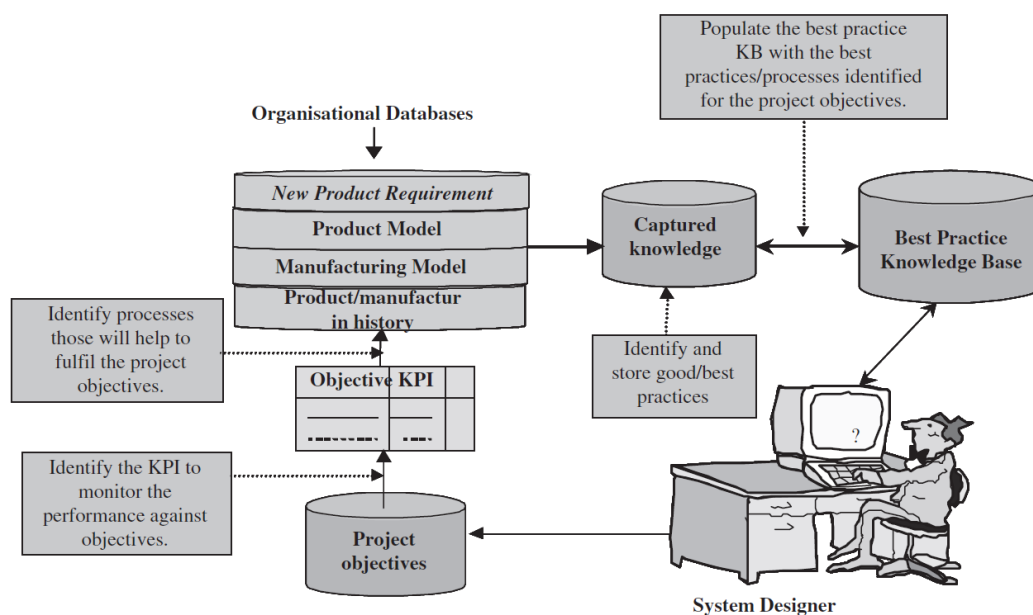 Populate the best practice
KB with the best
practices/processes identified
for the project objectives.
Organisational Databases
New Product Requirement
Product Model
Manufacturing Model
Product/manufactur
in history
Captured
knowledge
Best Practice
Knowledge Base
Identify processes
those will help to
fulfil the project
objectives.
Identify and
store good/best
practices
Objective KPI
?
Identify the KPI to
monitor the
performance against
objectives.
Project
objectives
System Designer